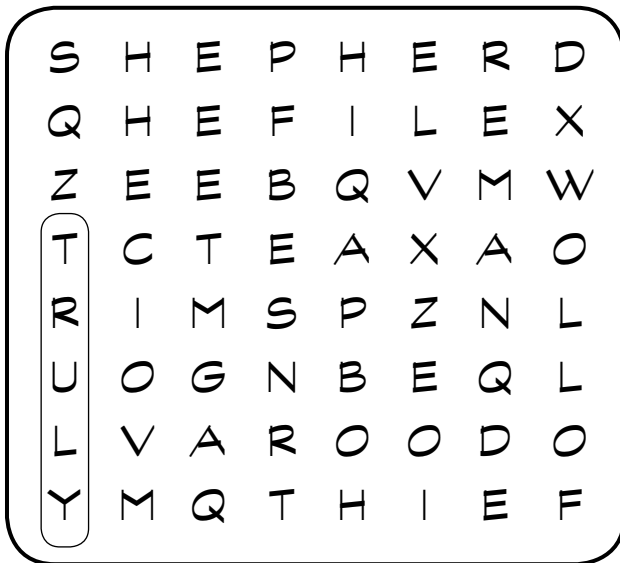 S H E P H E R D
Q H E F I L E X
Z E E B Q V M W
T C T E A X A O
R I M S P Z N L
U O G N B E Q L
L V A R O O D O
Y M Q T H I E F